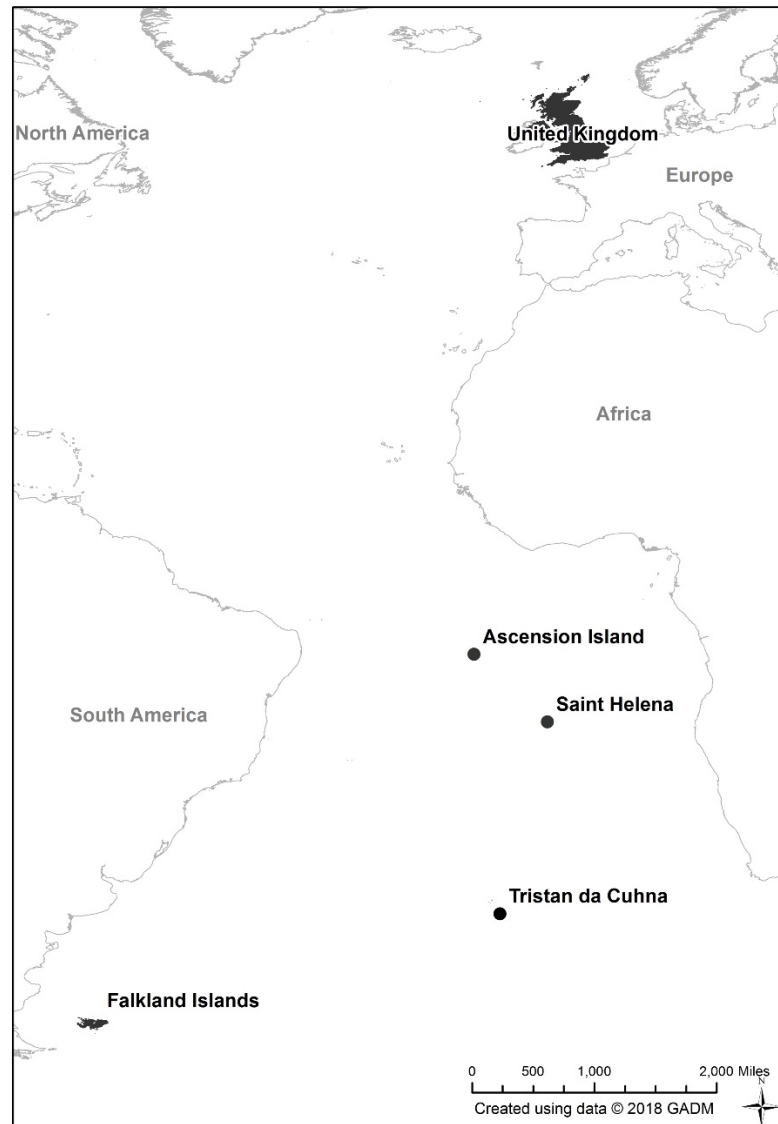 North America
United Kingdom
Europe
Africa
Ascension Island
Saint Helena
South America
Tristan da Cuhna
Falkland Islands
0 500 1,000 2,000 Miles
N
Created using data © 2018 GADM